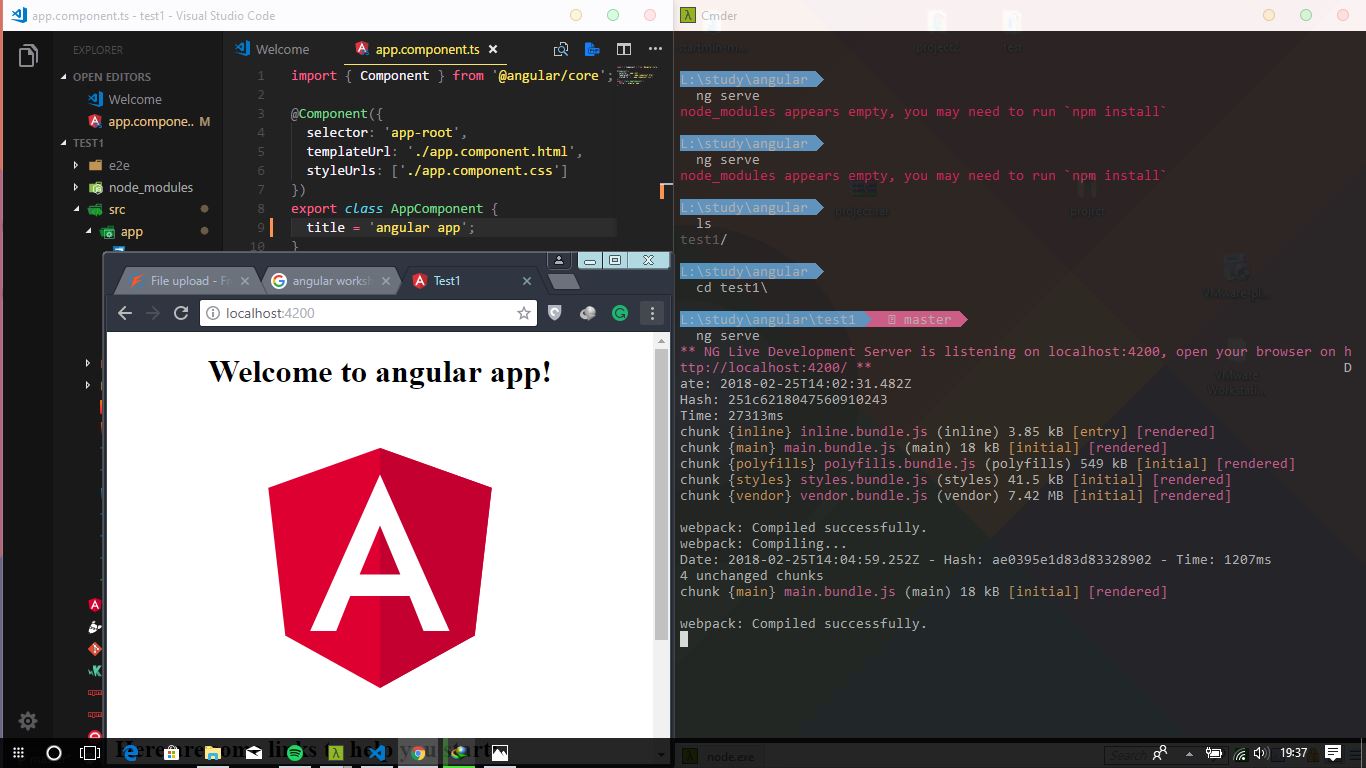 app.component.ts - test1 - Visual Studio Code
EXPLORER
OPEN EDITORS
Welcome
app.compone.. M
TEST1
e2e
node_modules
src
app
Welcome
app.component.ts
1 import { Component } from '@angular/core';
2
3 @Component({
4 selector: 'app-root',
5 templateUrl: './app.component.html',
6 styleUrls: ['./app.component.css']
7 })
8 export class AppComponent {
9 title = 'angular app';
10 }
File upload - Fr
angular worksh
Test1
localhost:4200
Welcome to angular app!
Here are some links to help you start
Cmder
project2
test
L:\study\angular
ng serve
node_modules appears empty, you may need to run `npm install`
L:\study\angular
ng serve
node_modules appears empty, you may need to run `npm install`
L:\study\angular
ls
test1/
L:\study\angular
cd test1\
L:\study\angular\test1 master
ng serve
** NG Live Development Server is listening on localhost:4200, open your browser on h
ttp://localhost:4200/ ** D
ate: 2018-02-25T14:02:31.482Z
Hash: 251c6218047560910243
Time: 27313ms
chunk {inline} inline.bundle.js (inline) 3.85 kB [entry] [rendered]
chunk {main} main.bundle.js (main) 18 kB [initial] [rendered]
chunk {polyfills} polyfills.bundle.js (polyfills) 549 kB [initial] [rendered]
chunk {styles} styles.bundle.js (styles) 41.5 kB [initial] [rendered]
chunk {vendor} vendor.bundle.js (vendor) 7.42 MB [initial] [rendered]
webpack: Compiled successfully.
webpack: Compiling...
Date: 2018-02-25T14:04:59.252Z - Hash: ae0395e1d83d83328902 - Time: 1207ms
4 unchanged chunks
chunk {main} main.bundle.js (main) 18 kB [initial] [rendered]
webpack: Compiled successfully.
node.exe
Search
19:37